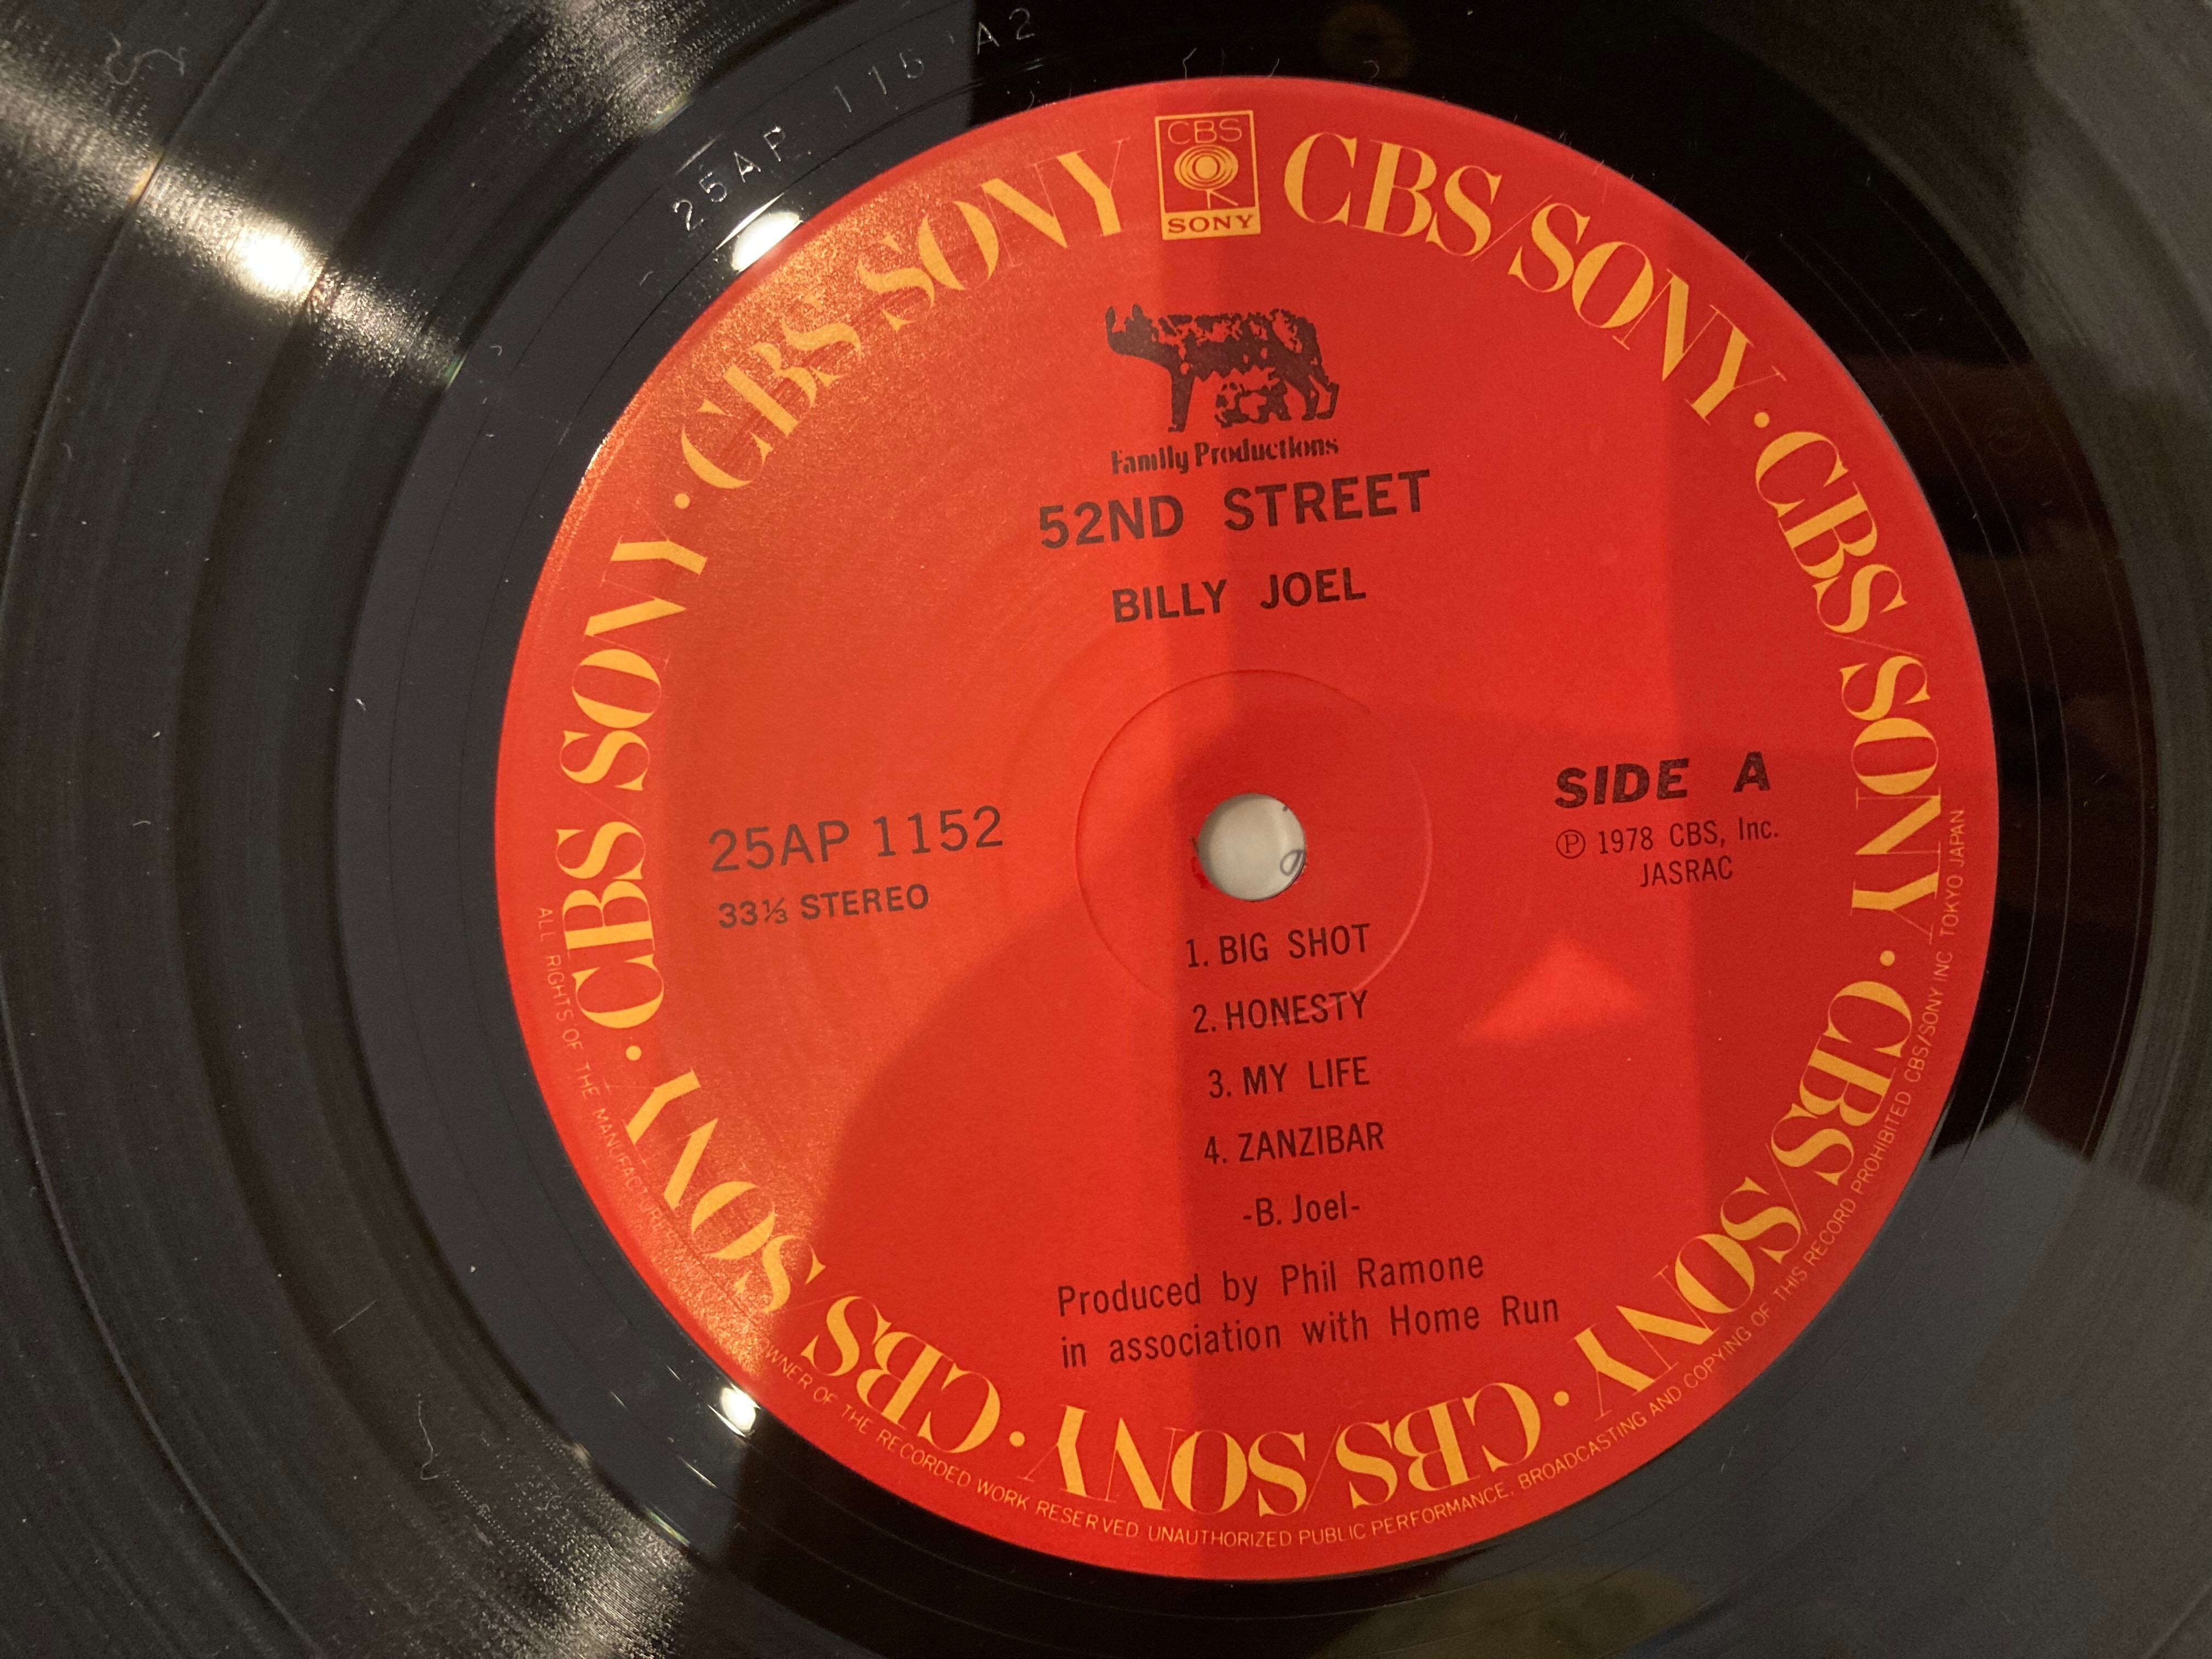 25AP 115 A2
CBS
SONY
CBS/SONY · CBS/SONY · CBS/SONY · CBS/SONY · CBS/SONY · CBS/SONY · CBS/SONY
Family Productions
52ND STREET
BILLY JOEL
25AP 1152
33⅓ STEREO
SIDE A
℗ 1978 CBS, Inc.
JASRAC
1. BIG SHOT
2. HONESTY
3. MY LIFE
4. ZANZIBAR
-B. Joel-
Produced by Phil Ramone
in association with Home Run
ALL RIGHTS OF THE MANUFACTURER OWNER OF THE RECORDED WORK RESERVED UNAUTHORIZED PUBLIC PERFORMANCE, BROADCASTING AND COPYING OF THIS RECORD PROHIBITED CBS/SONY INC TOKYO JAPAN